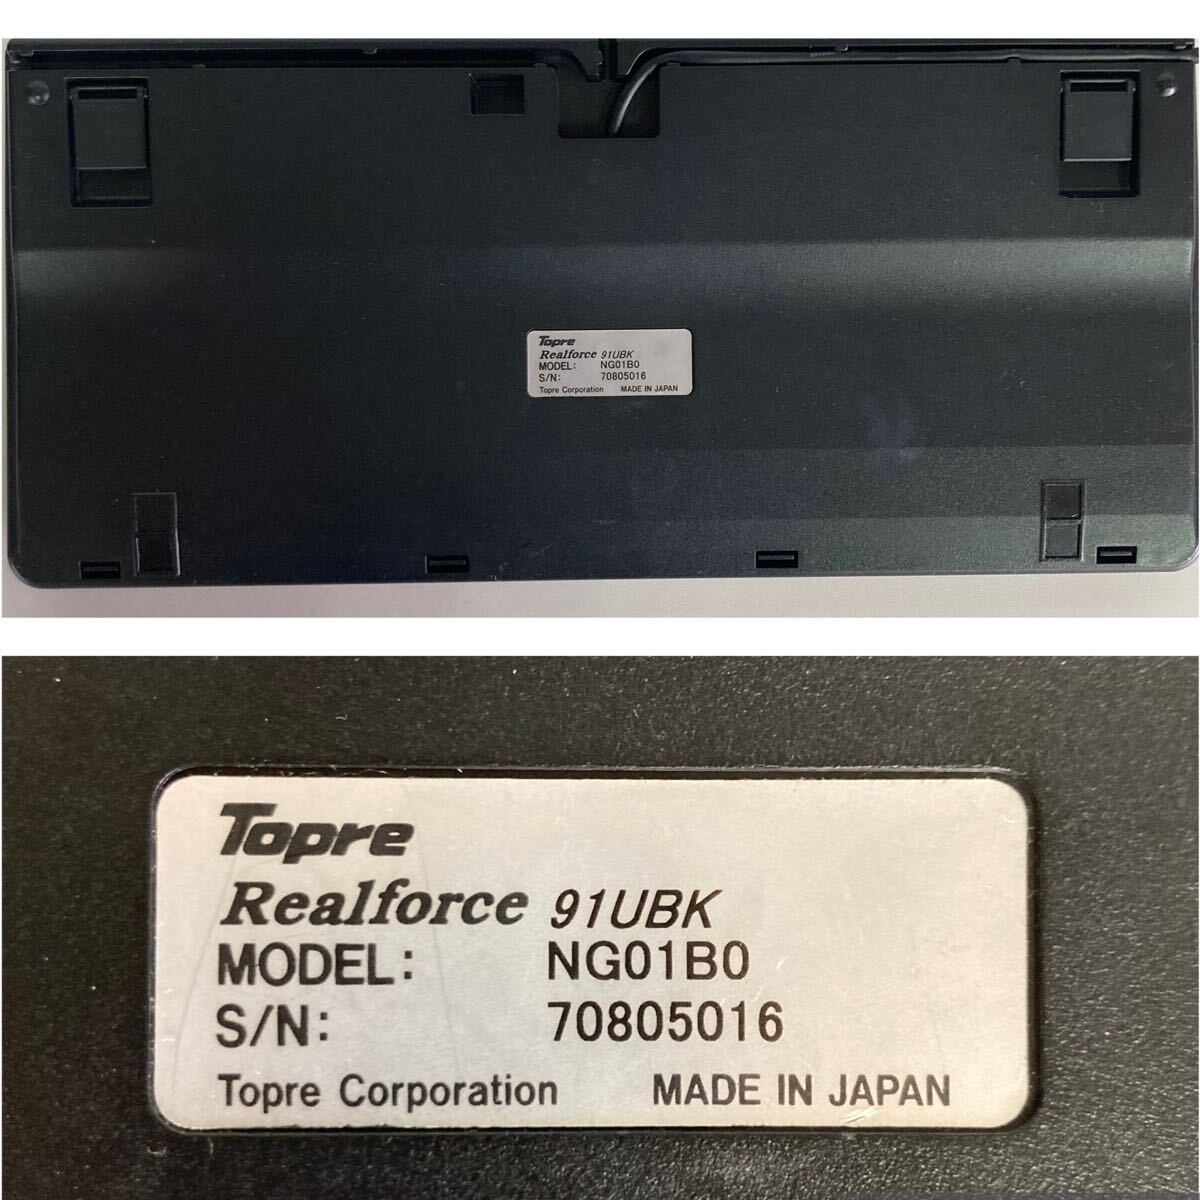 Topre
Realforce 91UBK
MODEL: NG01B0
S/N: 70805016
Topre Corporation MADE IN JAPAN
Topre
Realforce 91UBK
MODEL: NG01B0
S/N: 70805016
Topre Corporation MADE IN JAPAN